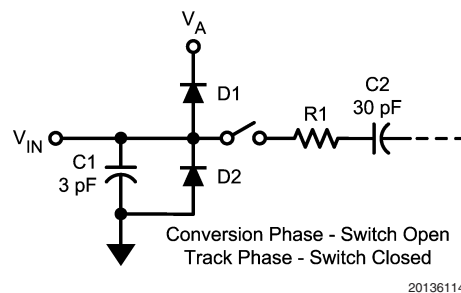 VA
D1
C2
30 pF
R1
VIN
C1
3 pF
D2
Conversion Phase - Switch Open
Track Phase - Switch Closed
20136114